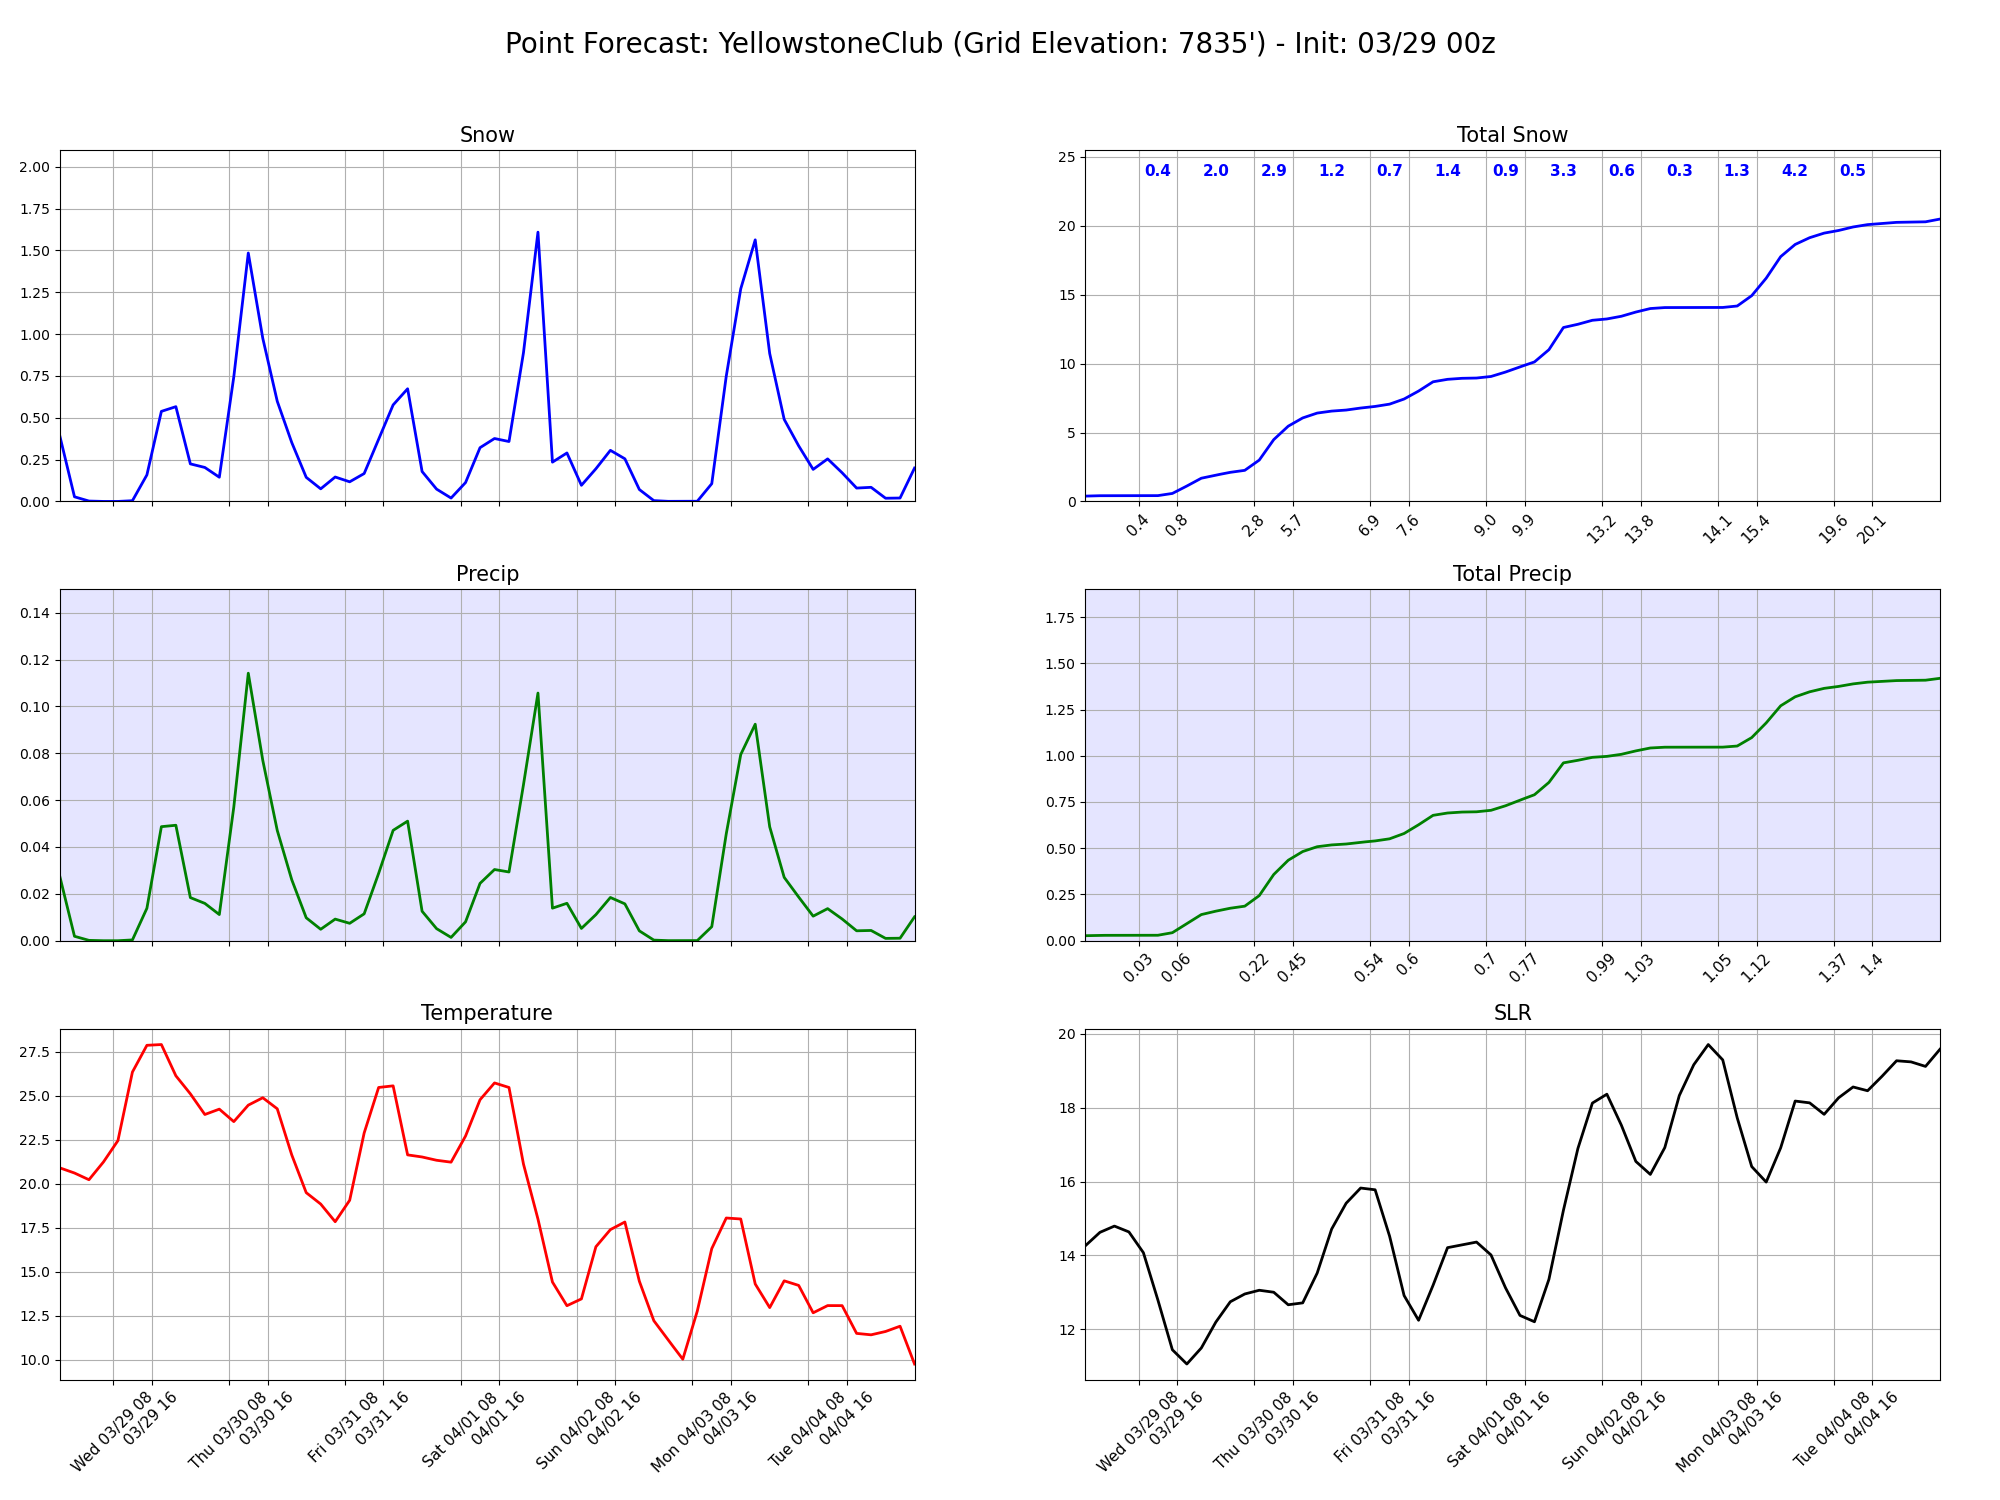 Point Forecast: YellowstoneClub (Grid Elevation: 7835') - Init: 03/29 00z
Snow
2.00
1.75
1.50
1.25
1.00
0.75
0.50
0.25
0.00
Total Snow
0.4 2.0 2.9 1.2 0.7 1.4 0.9 3.3 0.6 0.3 1.3 4.2 0.5
25
20
15
10
5
0
0.4 0.8 2.8 5.7 6.9 7.6 9.0 9.9 13.2 13.8 14.1 15.4 19.6 20.1
Precip
0.14
0.12
0.10
0.08
0.06
0.04
0.02
0.00
Total Precip
1.75
1.50
1.25
1.00
0.75
0.50
0.25
0.00
0.03 0.06 0.22 0.45 0.54 0.6 0.7 0.77 0.99 1.03 1.05 1.12 1.37 1.4
Temperature
27.5
25.0
22.5
20.0
17.5
15.0
12.5
10.0
Wed 03/29 08
03/29 16
Thu 03/30 08
03/30 16
Fri 03/31 08
03/31 16
Sat 04/01 08
04/01 16
Sun 04/02 08
04/02 16
Mon 04/03 08
04/03 16
Tue 04/04 08
04/04 16
SLR
20
18
16
14
12
Wed 03/29 08
03/29 16
Thu 03/30 08
03/30 16
Fri 03/31 08
03/31 16
Sat 04/01 08
04/01 16
Sun 04/02 08
04/02 16
Mon 04/03 08
04/03 16
Tue 04/04 08
04/04 16